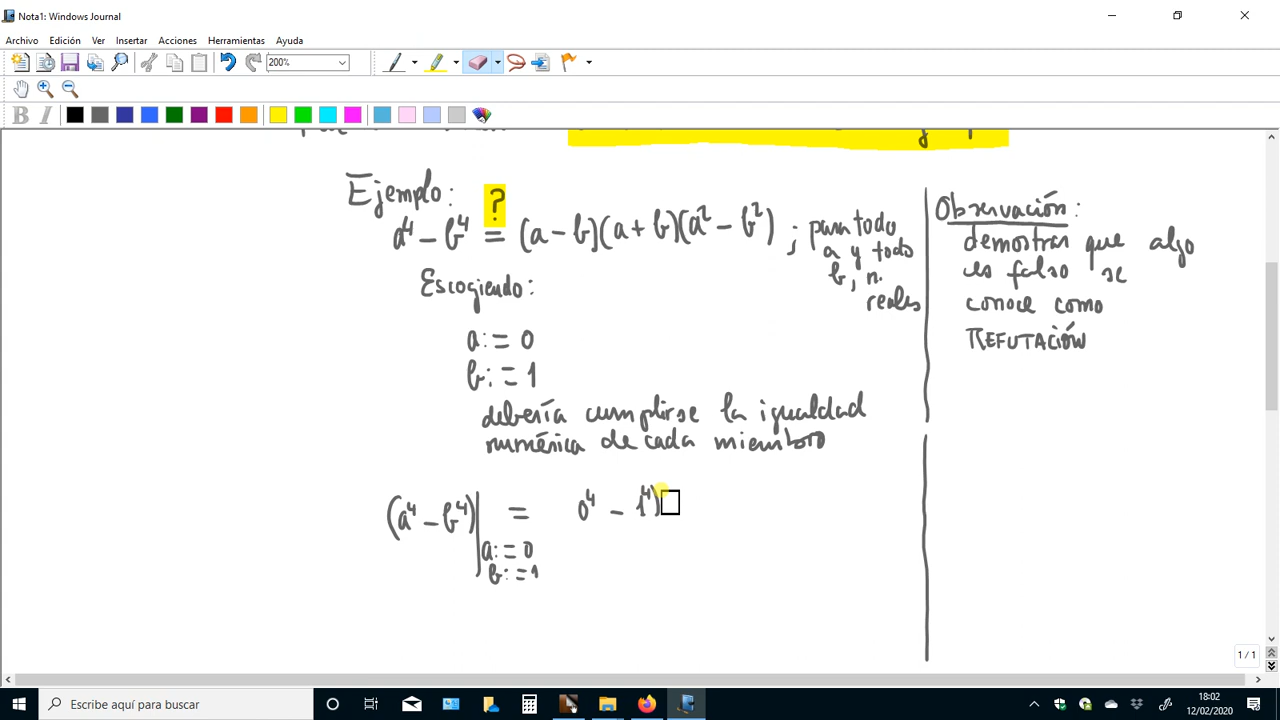 Nota1: Windows Journal
Archivo Edición Ver Insertar Acciones Herramientas Ayuda
200%
B I
Ejemplo:
?
a⁴ - b⁴ = (a - b)(a + b)(a² - b²) ; para todo
a y todo
b, n.
reales
Escogiendo:
a := 0
b := 1
debería cumplirse la igualdad
numérica de cada miembro
(a⁴ - b⁴)| = 0⁴ - 1⁴)
a := 0
b := 1
Observación:
demostrar que algo
es falso se
conoce como
REFUTACIÓN
1 / 1
Escribe aquí para buscar
18:02
12/02/2020